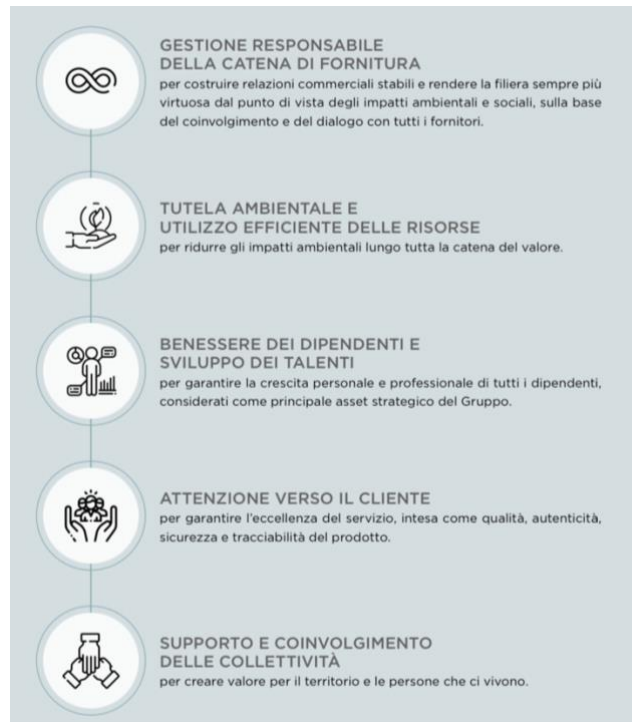 GESTIONE RESPONSABILE
DELLA CATENA DI FORNITURA
per costruire relazioni commerciali stabili e rendere la filiera sempre più
virtuosa dal punto di vista degli impatti ambientali e sociali, sulla base
del coinvolgimento e del dialogo con tutti i fornitori.
TUTELA AMBIENTALE E
UTILIZZO EFFICIENTE DELLE RISORSE
per ridurre gli impatti ambientali lungo tutta la catena del valore.
BENESSERE DEI DIPENDENTI E
SVILUPPO DEI TALENTI
per garantire la crescita personale e professionale di tutti i dipendenti,
considerati come principale asset strategico del Gruppo.
ATTENZIONE VERSO IL CLIENTE
per garantire l'eccellenza del servizio, intesa come qualità, autenticità,
sicurezza e tracciabilità del prodotto.
SUPPORTO E COINVOLGIMENTO
DELLE COLLETTIVITÀ
per creare valore per il territorio e le persone che ci vivono.